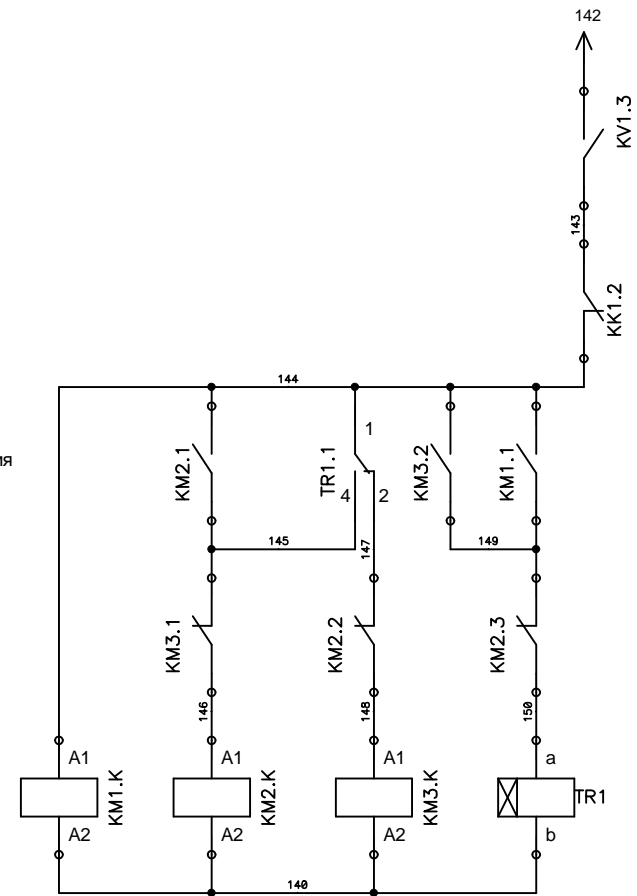 142
KV1.3
143
KK1.2
144
ия
KM2.1
TR1.1
1
4
2
KM3.2
KM1.1
145
147
149
KM3.1
KM2.2
KM2.3
146
148
150
A1
A1
A1
a
KM1.K
KM2.K
KM3.K
TR1
A2
A2
A2
b
140